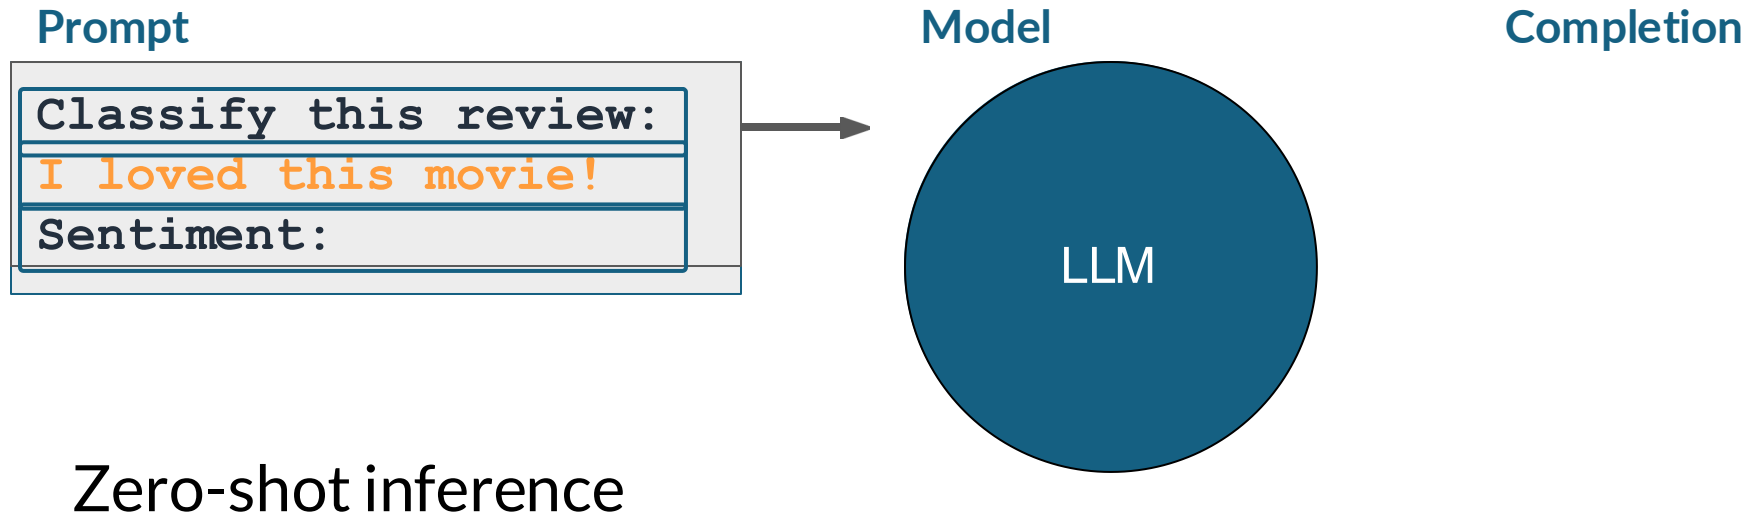 Prompt
Model
Completion
Classify this review:
I loved this movie!
Sentiment:
LLM
Zero-shot inference